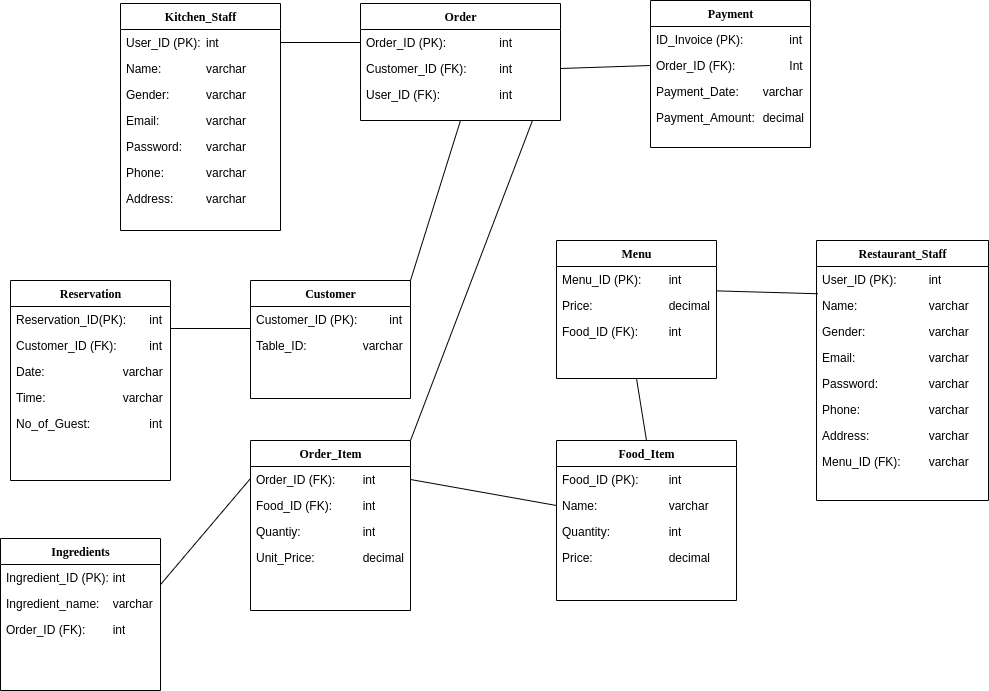 Kitchen_Staff
User_ID (PK): int
Name: varchar
Gender: varchar
Email: varchar
Password: varchar
Phone: varchar
Address: varchar
Order
Order_ID (PK): int
Customer_ID (FK): int
User_ID (FK): int
Payment
ID_Invoice (PK): int
Order_ID (FK): Int
Payment_Date: varchar
Payment_Amount: decimal
Reservation
Reservation_ID(PK): int
Customer_ID (FK): int
Date: varchar
Time: varchar
No_of_Guest: int
Customer
Customer_ID (PK): int
Table_ID: varchar
Menu
Menu_ID (PK): int
Price: decimal
Food_ID (FK): int
Restaurant_Staff
User_ID (PK): int
Name: varchar
Gender: varchar
Email: varchar
Password: varchar
Phone: varchar
Address: varchar
Menu_ID (FK): varchar
Order_Item
Order_ID (FK): int
Food_ID (FK): int
Quantiy: int
Unit_Price: decimal
Food_Item
Food_ID (PK): int
Name: varchar
Quantity: int
Price: decimal
Ingredients
Ingredient_ID (PK): int
Ingredient_name: varchar
Order_ID (FK): int